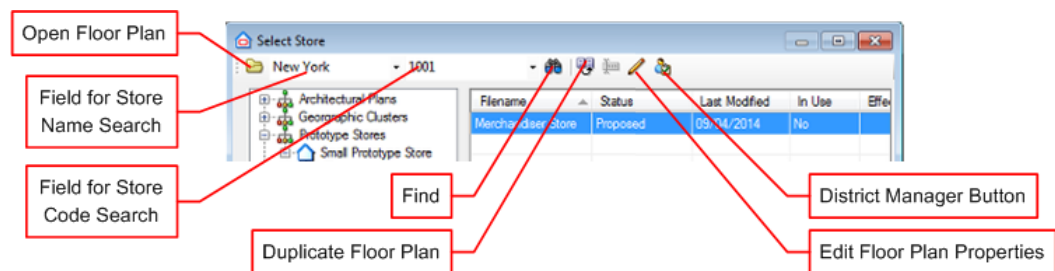 Open Floor Plan
Select Store
New York
1001
Field for Store
Name Search
Architectural Plans
Georgraphic Clusters
Prototype Stores
Small Prototype Store
Filename
Status
Last Modified
In Use
Effe
Merchandiser Store
Proposed
09/04/2014
No
Field for Store
Code Search
Find
District Manager Button
Duplicate Floor Plan
Edit Floor Plan Properties